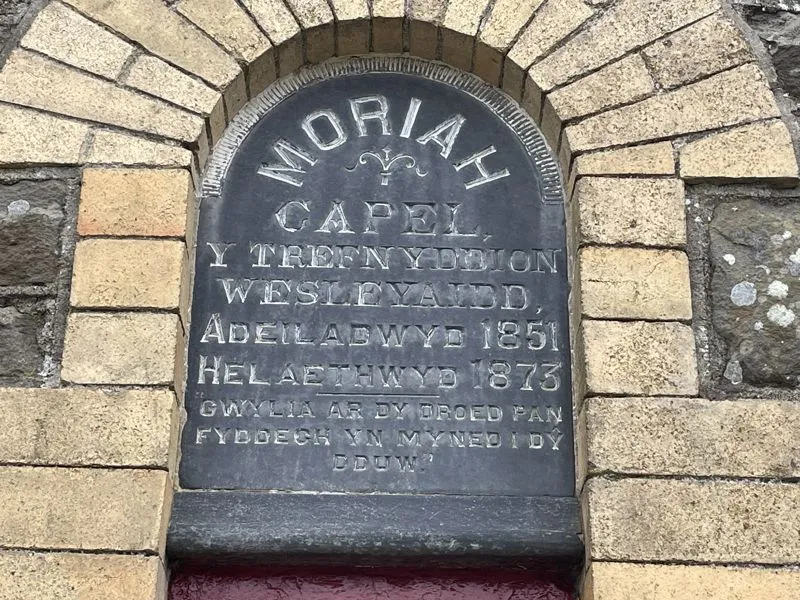 MORIAH
CAPEL,
Y TREFNYDDION
WESLEYAIDD,
ADEILADWYD 1851
HELAETHWYD 1873
"GWYLIA AR DY DROED PAN
FYDDECH YN MYNED I DŶ
DDUW."